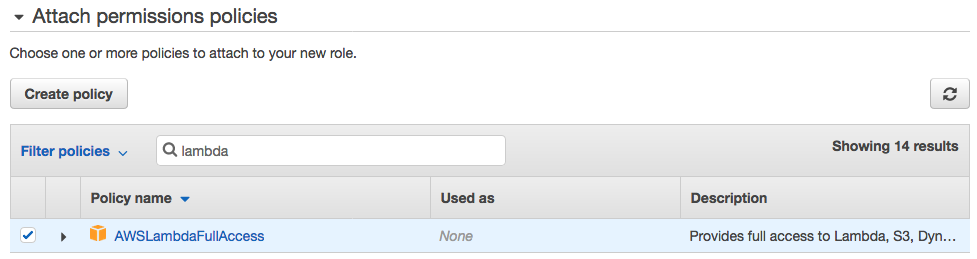 Attach permissions policies
Choose one or more policies to attach to your new role.
Create policy
Filter policies
lambda
Showing 14 results
Policy name
Used as
Description
AWSLambdaFullAccess
None
Provides full access to Lambda, S3, Dyn…